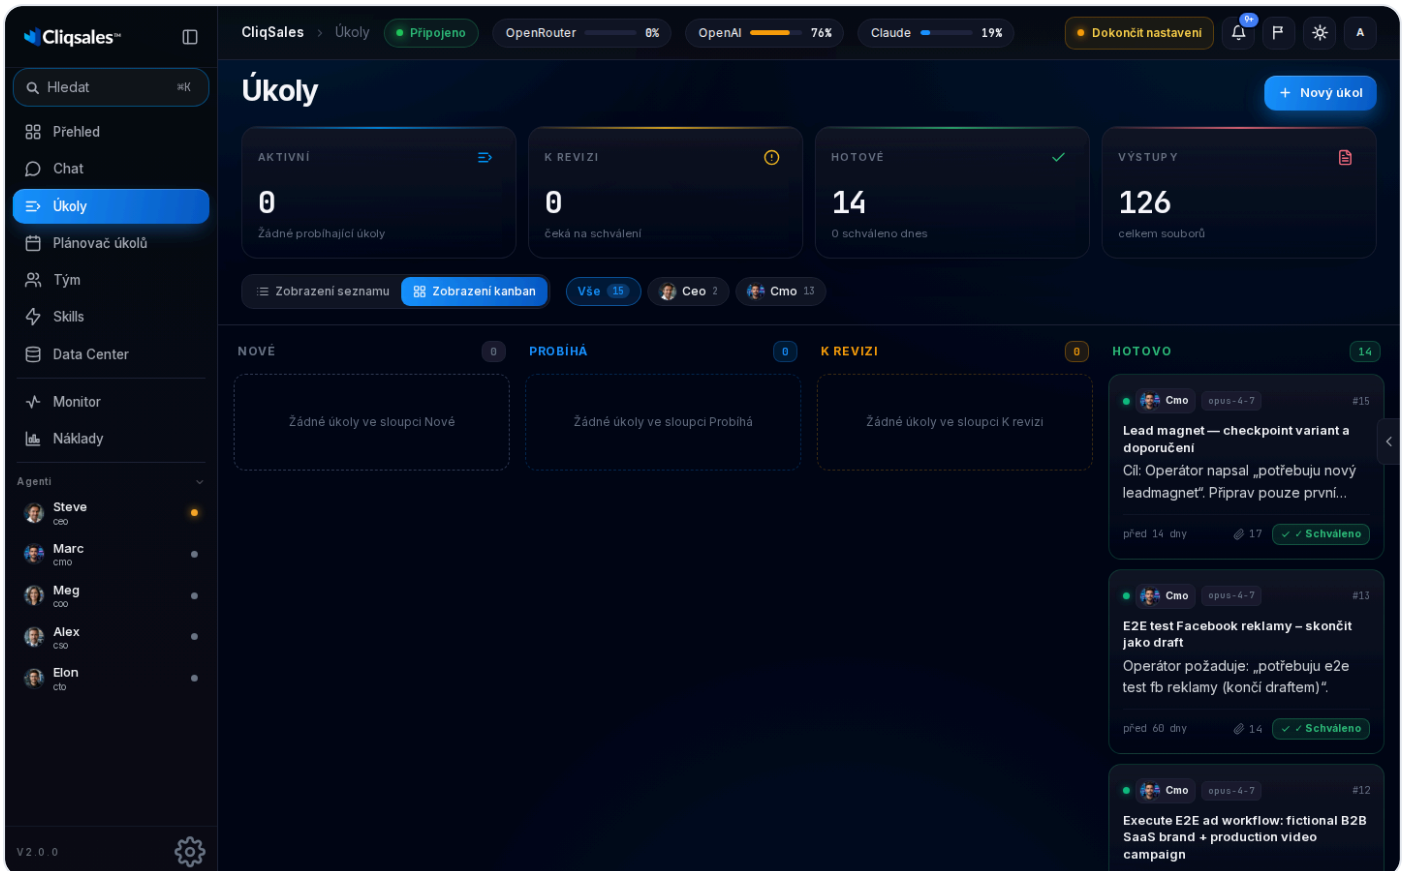 Cliqsales™
Hledat ⌘K
Přehled
Chat
Úkoly
Plánovač úkolů
Tým
Skills
Data Center
Monitor
Náklady
Agenti
Steve
ceo
Marc
cmo
Meg
coo
Alex
cso
Elon
cto
V2.0.0
CliqSales › Úkoly
Připojeno
OpenRouter 0%
OpenAI 76%
Claude 19%
Dokončit nastavení
9+
A
Úkoly
+ Nový úkol
AKTIVNÍ
0
Žádné probíhající úkoly
K REVIZI
0
čeká na schválení
HOTOVÉ
14
0 schváleno dnes
VÝSTUPY
126
celkem souborů
Zobrazení seznamu
Zobrazení kanban
Vše 15
Ceo 2
Cmo 13
NOVÉ 0
Žádné úkoly ve sloupci Nové
PROBÍHÁ 0
Žádné úkoly ve sloupci Probíhá
K REVIZI 0
Žádné úkoly ve sloupci K revizi
HOTOVO 14
Cmo opus-4-7 #15
Lead magnet — checkpoint variant a
doporučení
Cíl: Operátor napsal „potřebuju nový
leadmagnet“. Připrav pouze první...
před 14 dny 17 ✓ ✓ Schváleno
Cmo opus-4-7 #13
E2E test Facebook reklamy – skončit
jako draft
Operátor požaduje: „potřebuju e2e
test fb reklamy (končí draftem)“.
před 60 dny 14 ✓ ✓ Schváleno
Cmo opus-4-7 #12
Execute E2E ad workflow: fictional B2B
SaaS brand + production video
campaign